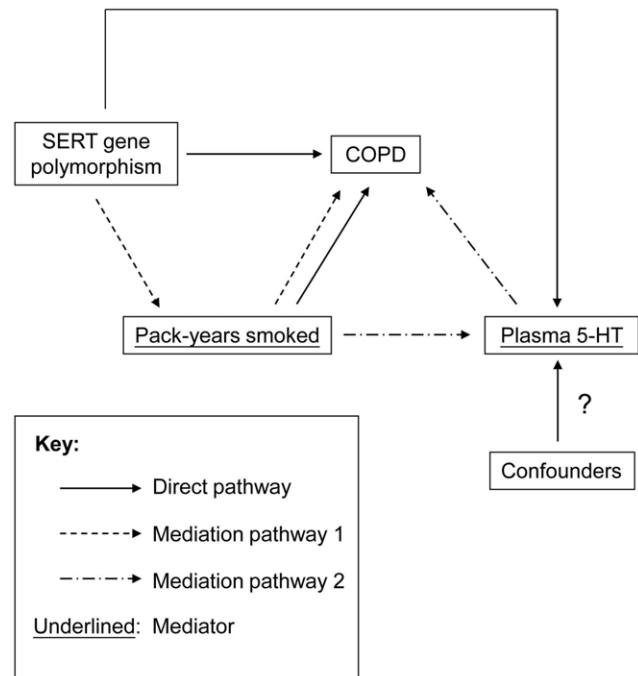 SERT gene
polymorphism
COPD
Pack-years smoked
Plasma 5-HT
?
Confounders
Key:
Direct pathway
Mediation pathway 1
Mediation pathway 2
Underlined: Mediator